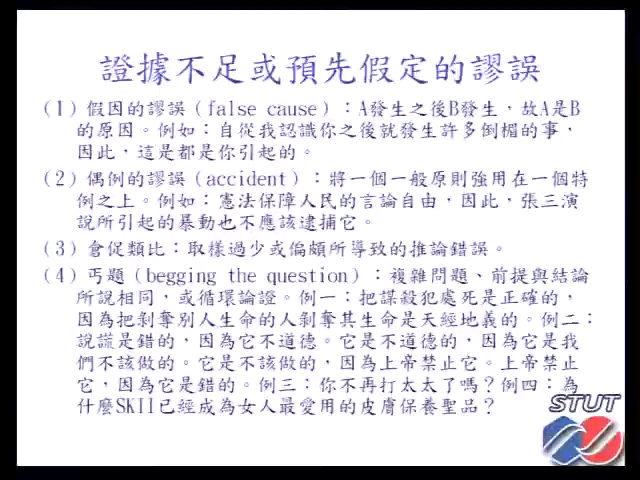 證據不足或預先假定的謬誤
(1) 假因的謬誤 (false cause)：A發生之後B發生，故A是B
的原因。例如：自從我認識你之後就發生許多倒楣的事，
因此，這是都是你引起的。
(2) 偶例的謬誤 (accident)：將一個一般原則強用在一個特
例之上。例如：憲法保障人民的言論自由，因此，張三演
說所引起的暴動也不應該逮捕它。
(3) 倉促類比：取樣過少或偏頗所導致的推論錯誤。
(4) 丐題 (begging the question)：複雜問題、前提與結論
所說相同，或循環論證。例一：把謀殺犯處死是正確的，
因為把剝奪別人生命的人剝奪其生命是天經地義的。例二：
說謊是錯的，因為它不道德。它是不道德的，因為它是我
們不該做的。它是不該做的，因為上帝禁止它。上帝禁止
它，因為它是錯的。例三：你不再打太太了嗎？例四：為
什麼SKII已經成為女人最愛用的皮膚保養聖品？
STUT